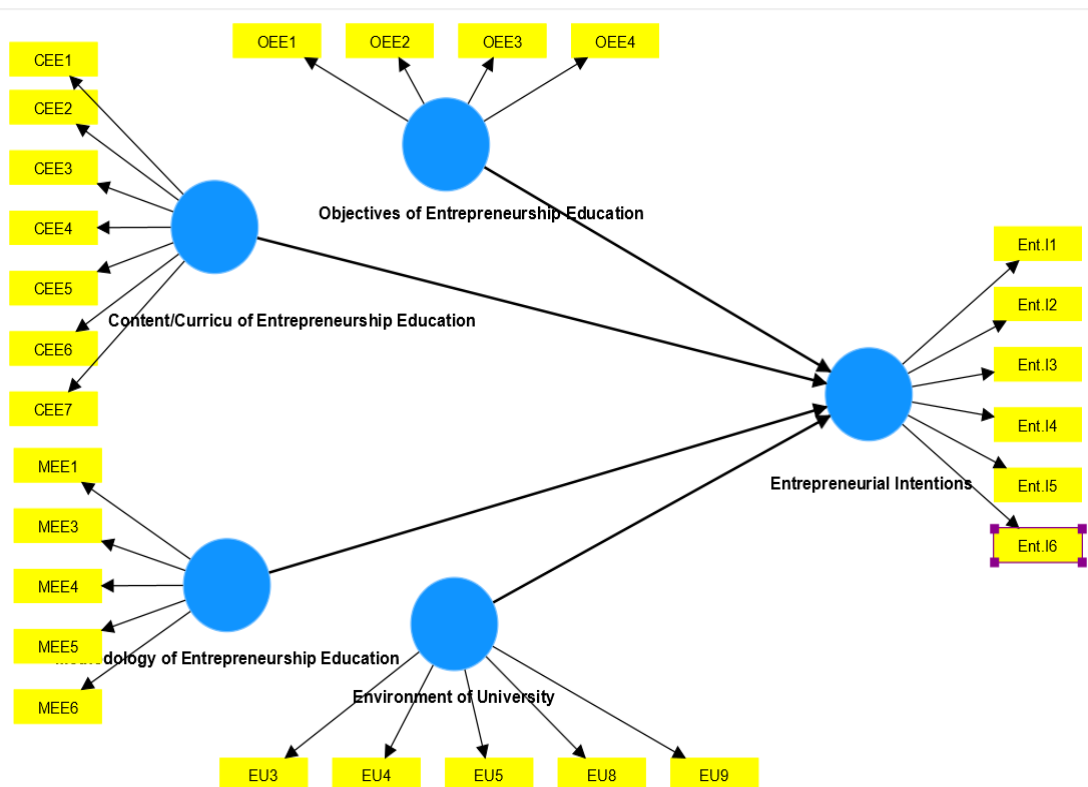 OEE1
OEE2
OEE3
OEE4
CEE1
CEE2
CEE3
CEE4
CEE5
CEE6
CEE7
Objectives of Entrepreneurship Education
Content/Curricu of Entrepreneurship Education
Ent.I1
Ent.I2
Ent.I3
Ent.I4
Ent.I5
Ent.I6
Entrepreneurial Intentions
MEE1
MEE3
MEE4
MEE5
MEE6
Methodology of Entrepreneurship Education
Environment of University
EU3
EU4
EU5
EU8
EU9